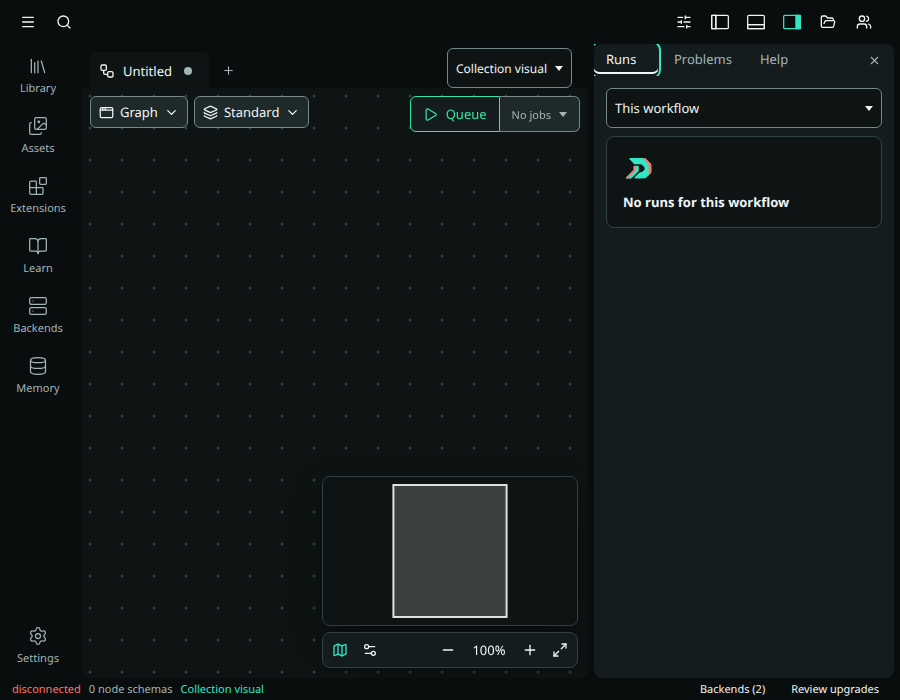 Untitled
Collection visual
Runs
Problems
Help
Library
Assets
Extensions
Learn
Backends
Memory
Settings
Graph
Standard
Queue
No jobs
This workflow
No runs for this workflow
100%
disconnected
0 node schemas
Collection visual
Backends (2)
Review upgrades